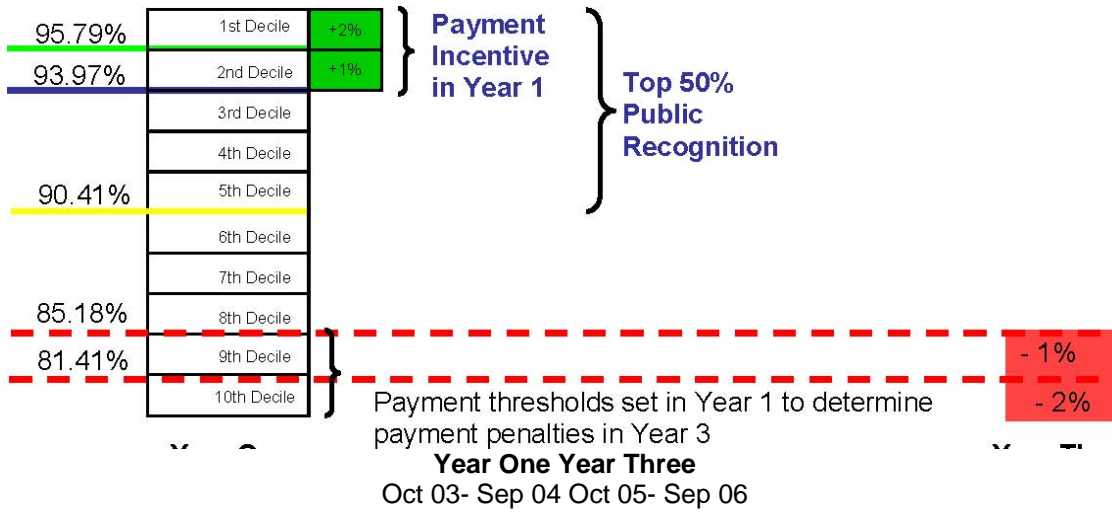 95.79%
1st Decile
+2%
Payment
Incentive
in Year 1
93.97%
2nd Decile
+1%
Top 50%
Public
Recognition
3rd Decile
4th Decile
90.41%
5th Decile
6th Decile
7th Decile
85.18%
8th Decile
81.41%
9th Decile
- 1%
10th Decile
- 2%
Payment thresholds set in Year 1 to determine
payment penalties in Year 3
Year One Year Three
Oct 03- Sep 04 Oct 05- Sep 06